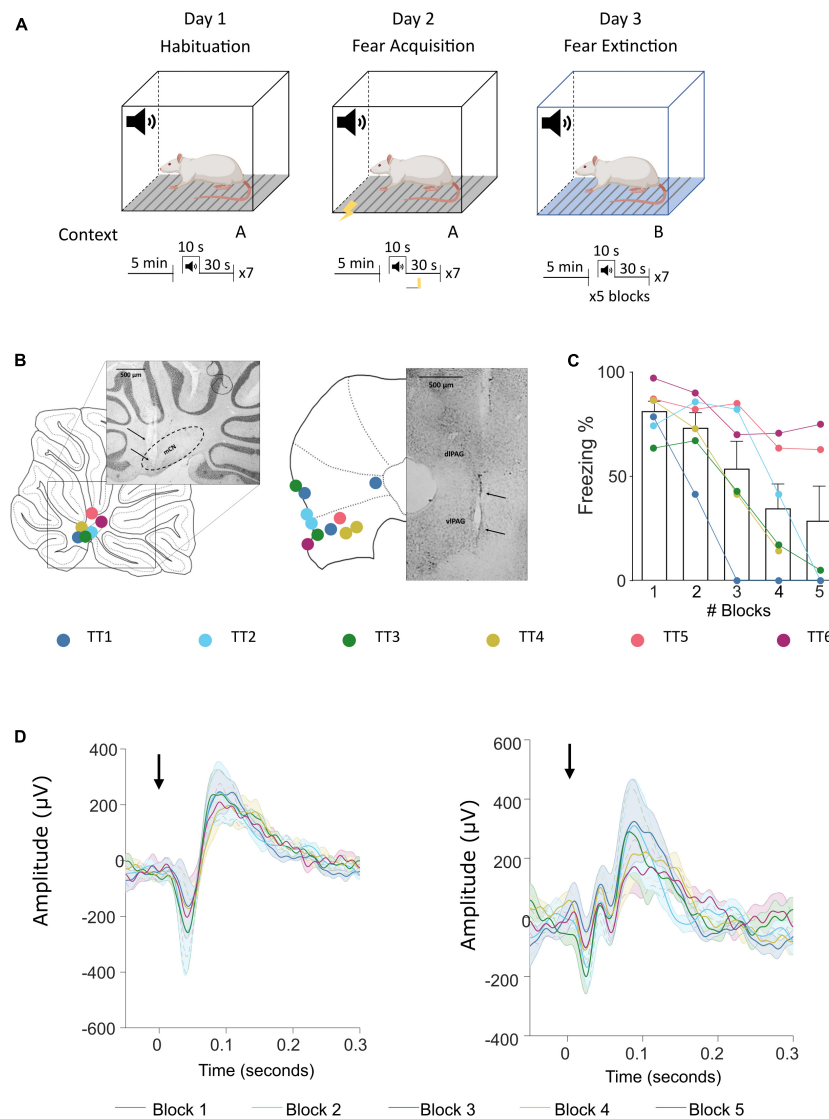 A
Day 1
Habituation
Day 2
Fear Acquisition
Day 3
Fear Extinction
Context
A
A
B
10 s
5 min
30 s
x7
10 s
5 min
30 s
x7
10 s
5 min
30 s
x7
x5 blocks
B
500 μm
mCN
500 μm
dlPAG
vlPAG
C
Freezing %
100
50
0
1 2 3 4 5
# Blocks
TT1 TT2 TT3 TT4 TT5 TT6
D
Amplitude (μV)
400
200
0
-200
-400
-600
0 0.1 0.2 0.3
Time (seconds)
Amplitude (μV)
600
400
200
0
-200
-400
0 0.1 0.2 0.3
Time (seconds)
Block 1 Block 2 Block 3 Block 4 Block 5